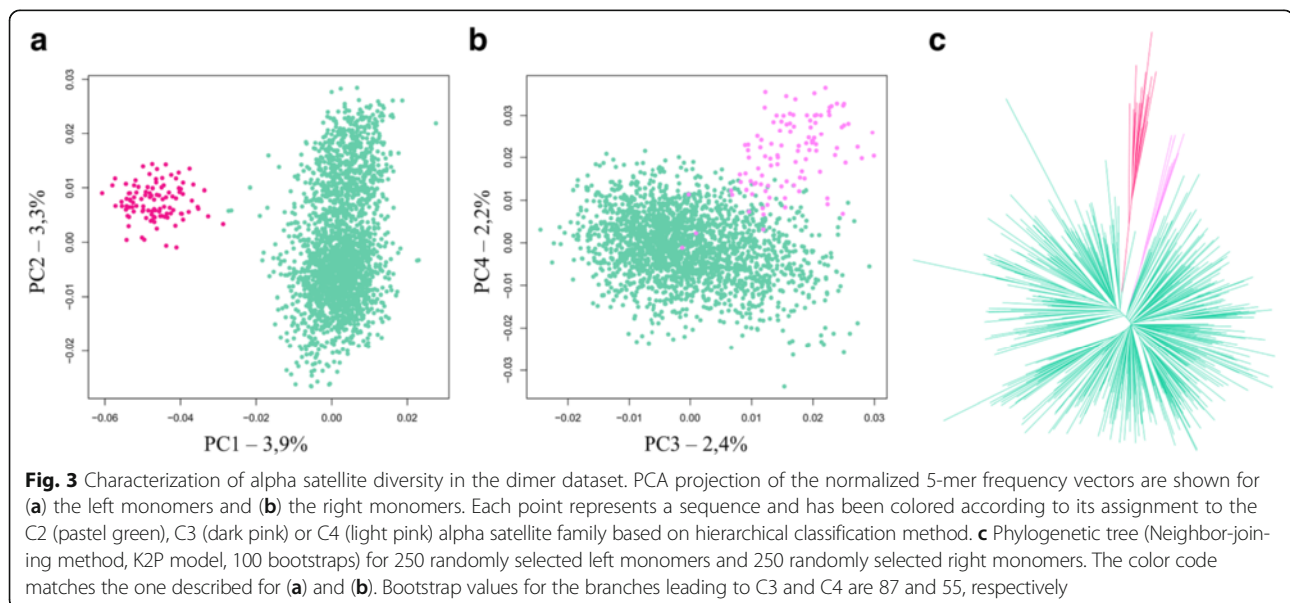 a
b
c
PC2 – 3,3%
0.03
0.02
0.01
0.00
−0.01
−0.02
−0.06
−0.04
−0.02
0.00
0.02
PC1 – 3,9%
PC4 – 2,2%
0.03
0.02
0.01
0.00
−0.01
−0.02
−0.03
−0.02
−0.01
0.00
0.01
0.02
0.03
PC3 – 2,4%
Fig. 3 Characterization of alpha satellite diversity in the dimer dataset. PCA projection of the normalized 5-mer frequency vectors are shown for
(a) the left monomers and (b) the right monomers. Each point represents a sequence and has been colored according to its assignment to the
C2 (pastel green), C3 (dark pink) or C4 (light pink) alpha satellite family based on hierarchical classification method. c Phylogenetic tree (Neighbor-join-
ing method, K2P model, 100 bootstraps) for 250 randomly selected left monomers and 250 randomly selected right monomers. The color code
matches the one described for (a) and (b). Bootstrap values for the branches leading to C3 and C4 are 87 and 55, respectively